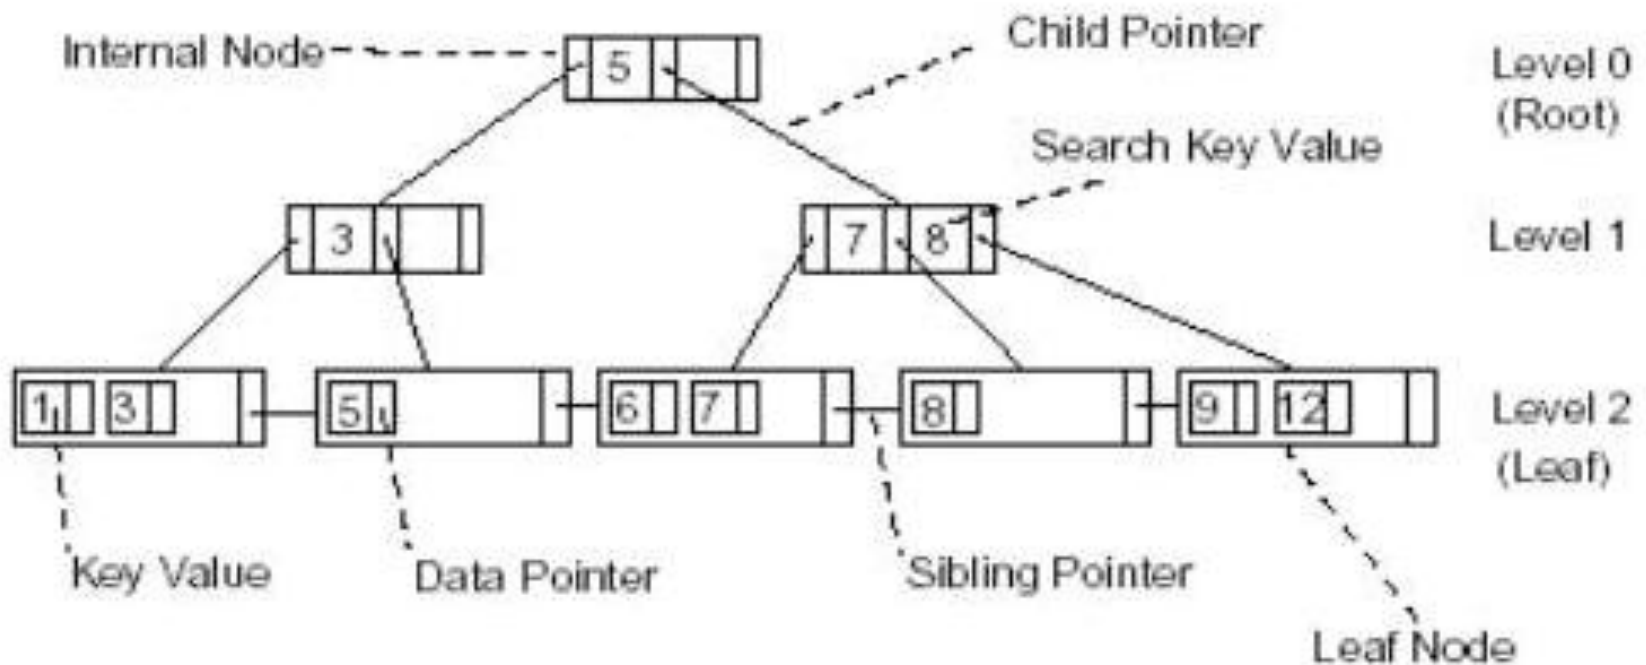 Internal Node
5
Child Pointer
Level 0
(Root)
Search Key Value
3
7 8
Level 1
1 3 5 6 7 8 9 12
Level 2
(Leaf)
Key Value
Data Pointer
Sibling Pointer
Leaf Node